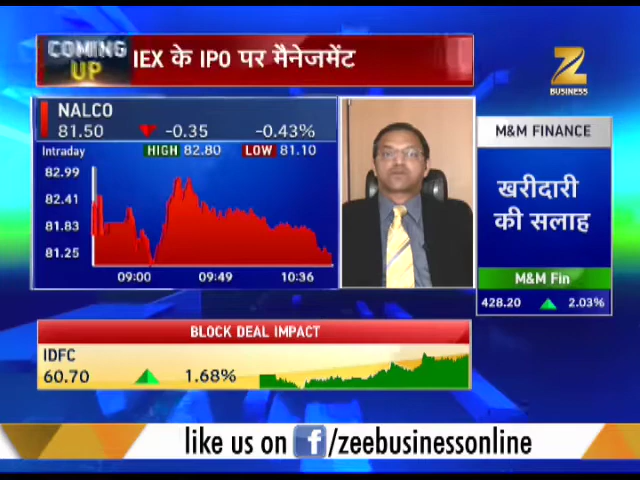 COMING UP
IEX के IPO पर मैनेजमेंट
Z
BUSINESS
NALCO
81.50 -0.35 -0.43%
Intraday HIGH 82.80 LOW 81.10
82.99
82.41
81.83
81.25
09:00 09:49 10:36
M&M FINANCE
खरीदारी
की सलाह
M&M Fin
428.20 2.03%
BLOCK DEAL IMPACT
IDFC
60.70 1.68%
like us on f/zeebusinessonline